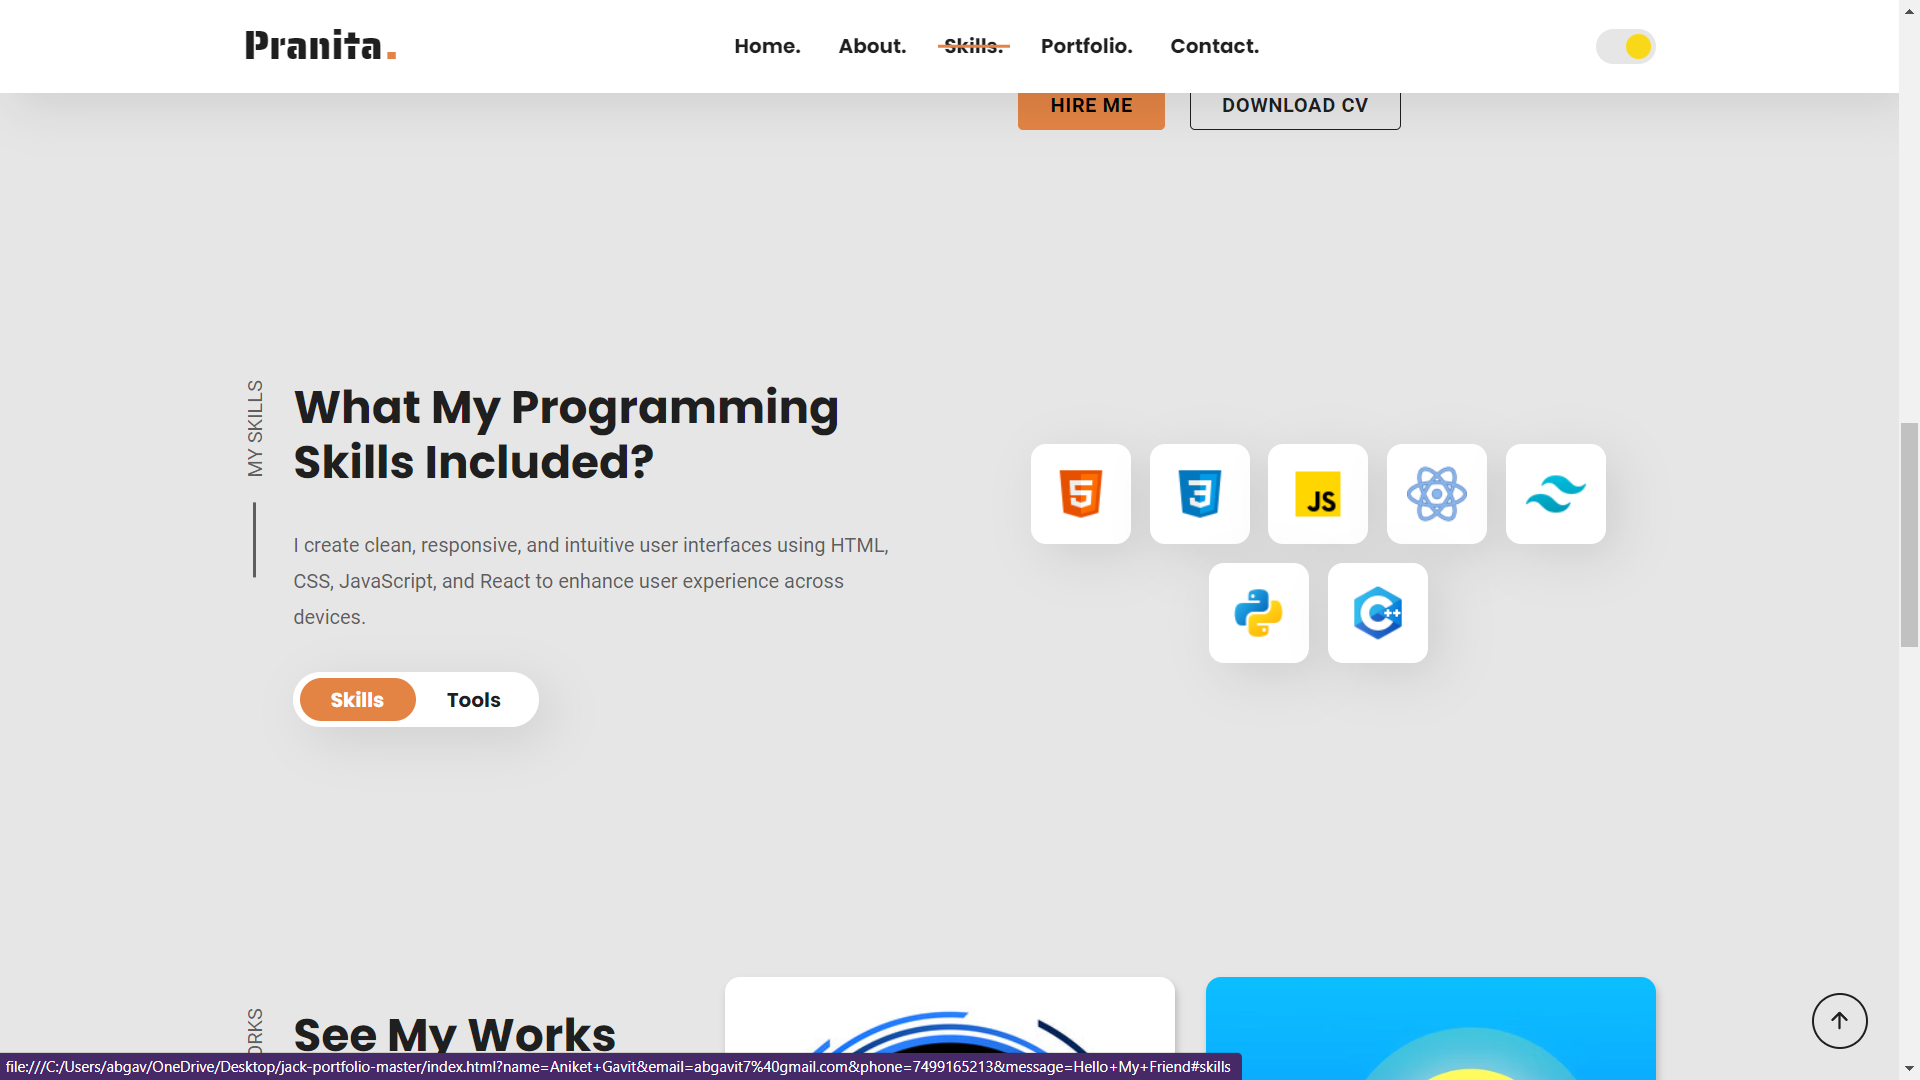 Pranita.
Home. About. Skills. Portfolio. Contact.
HIRE ME DOWNLOAD CV
MY SKILLS
What My Programming
Skills Included?
I create clean, responsive, and intuitive user interfaces using HTML,
CSS, JavaScript, and React to enhance user experience across
devices.
Skills Tools
5 3 JS
C++
ORKS
See My Works
file:///C:/Users/abgav/OneDrive/Desktop/jack-portfolio-master/index.html?name=Aniket+Gavit&email=abgavit7%40gmail.com&phone=7499165213&message=Hello+My+Friend#skills